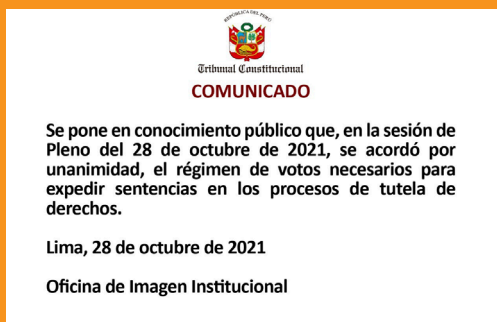 REPÚBLICA DEL PERÚ
Tribunal Constitucional
COMUNICADO
Se pone en conocimiento público que, en la sesión de
Pleno del 28 de octubre de 2021, se acordó por
unanimidad, el régimen de votos necesarios para
expedir sentencias en los procesos de tutela de
derechos.
Lima, 28 de octubre de 2021
Oficina de Imagen Institucional